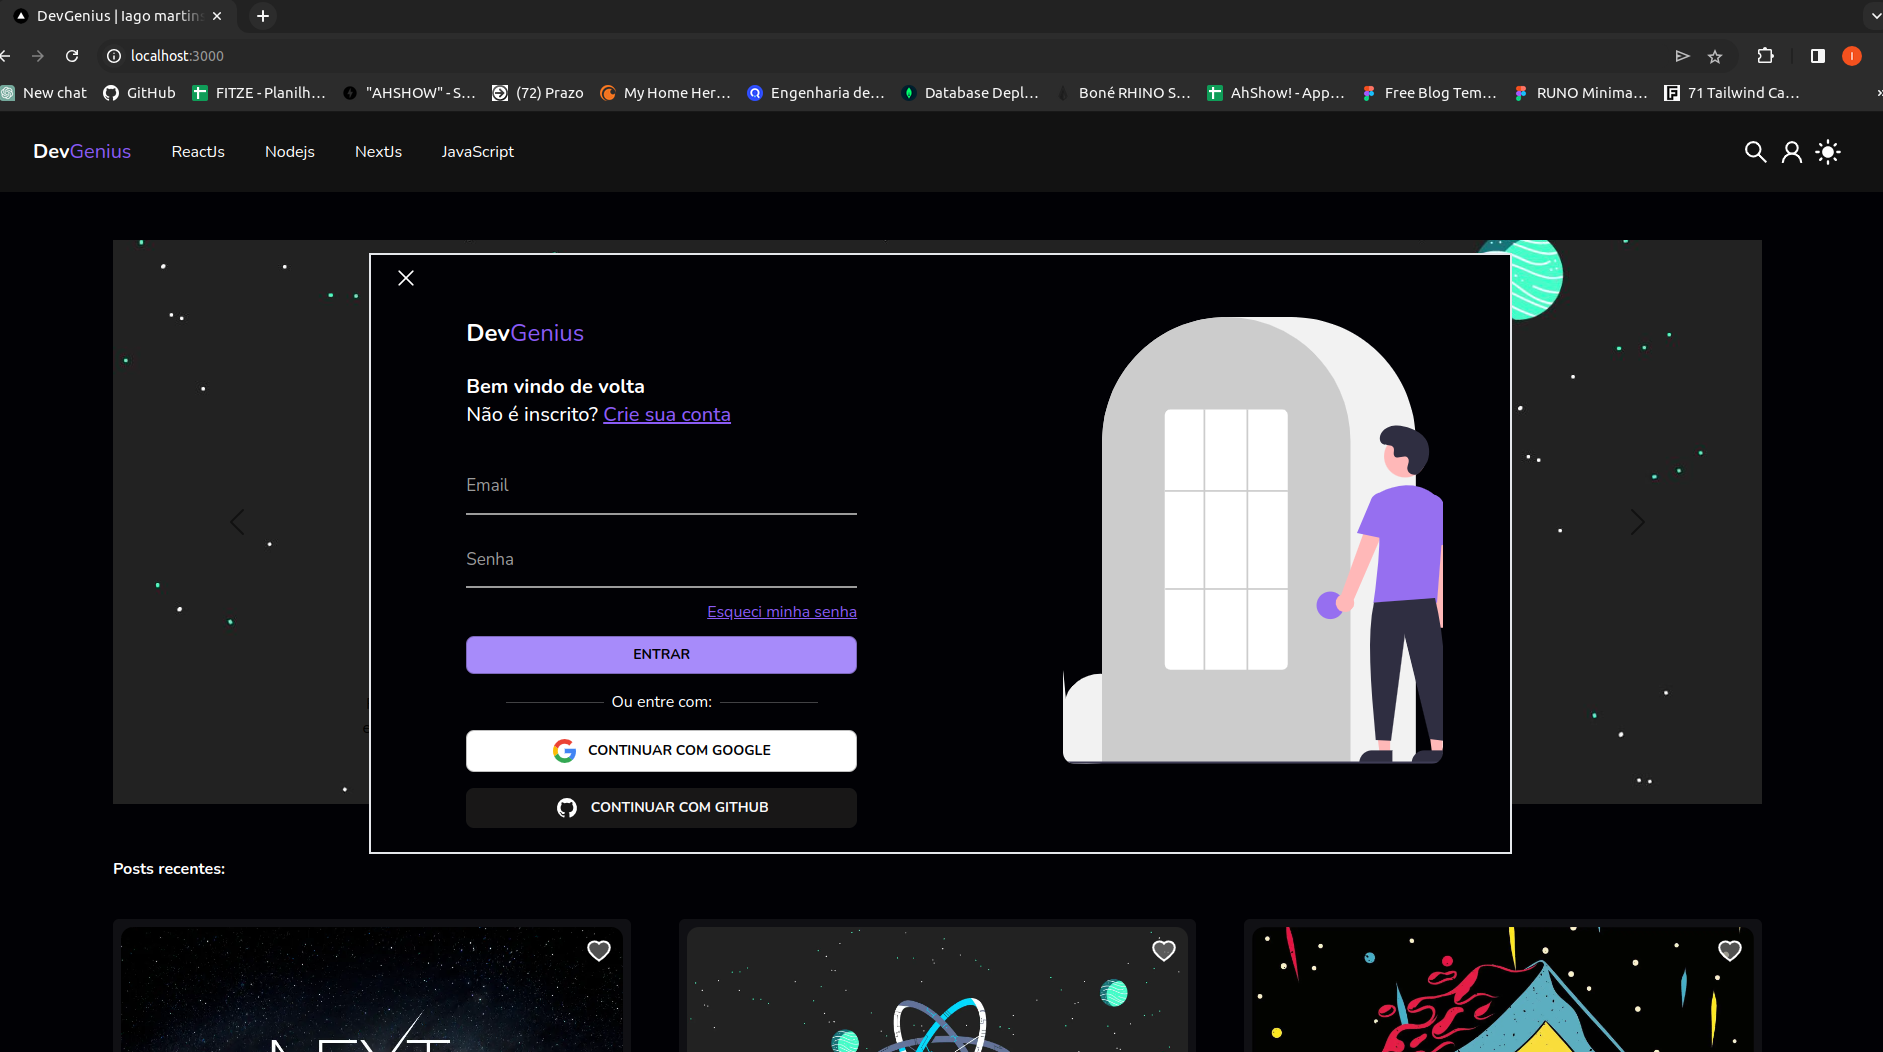 DevGenius | Iago martins
localhost:3000
New chat
GitHub
FITZE - Planilh...
"AHSHOW" - S...
(72) Prazo
My Home Her...
Engenharia de...
Database Depl...
Boné RHINO S...
AhShow! - App...
Free Blog Tem...
RUNO Minima...
71 Tailwind Ca...
DevGenius
ReactJs
Nodejs
NextJs
JavaScript
DevGenius
Bem vindo de volta
Não é inscrito? Crie sua conta
Email
Senha
Esqueci minha senha
ENTRAR
Ou entre com:
CONTINUAR COM GOOGLE
CONTINUAR COM GITHUB
Posts recentes:
NEXT